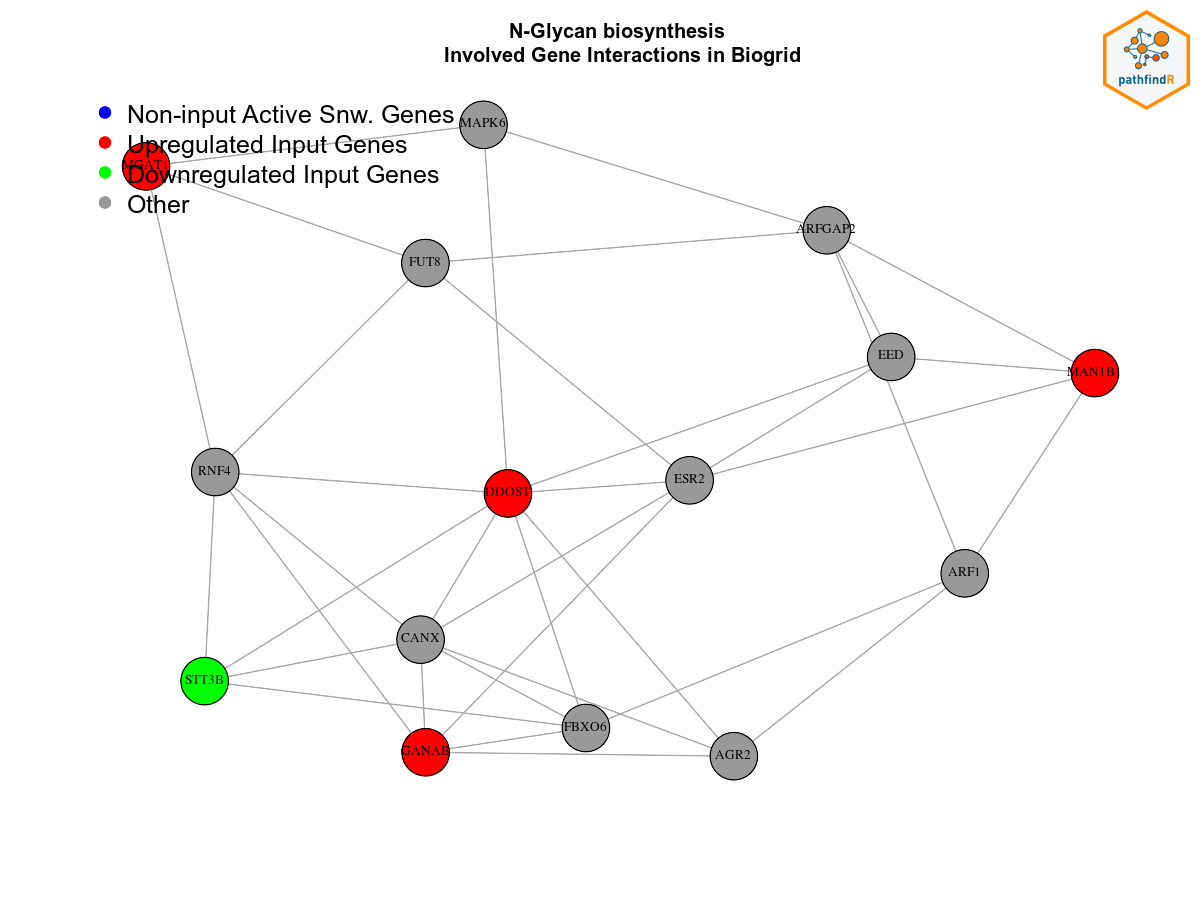 N-Glycan biosynthesis
Involved Gene Interactions in Biogrid
pathfindR
Non-input Active Snw. Genes
Upregulated Input Genes
Downregulated Input Genes
Other
MAPK6
MGAT1
ARFGAP2
FUT8
EED
MAN1B1
RNF4
ESR2
DDOST
ARF1
CANX
STT3B
FBXO6
GANAB
AGR2